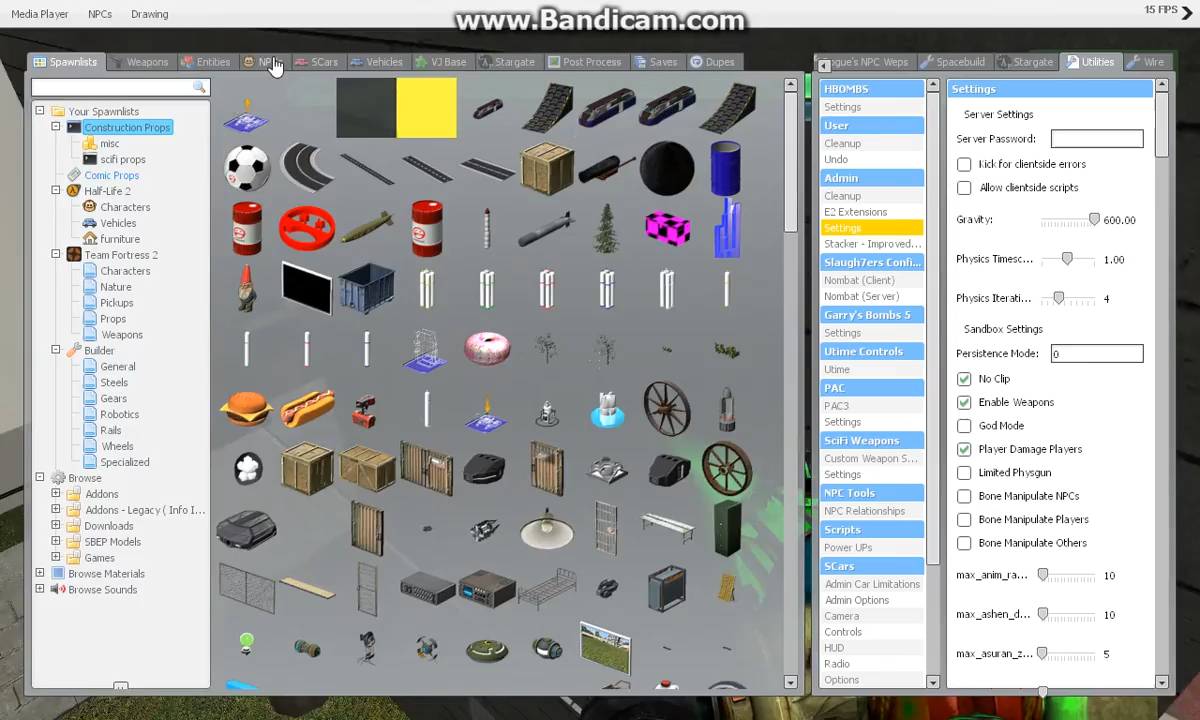 Media Player NPCs Drawing
www.Bandicam.com
15 FPS
Spawnlists Weapons Entities SCars Vehicles VJ Base Stargate Post Process Saves Dupes
Your Spawnlists
Construction Props
misc
scifi props
Comic Props
Half-Life 2
Characters
Vehicles
furniture
Team Fortress 2
Characters
Nature
Pickups
Props
Weapons
Builder
General
Steels
Gears
Robotics
Rails
Wheels
Specialized
Browse
Addons
Addons - Legacy ( Info I...
Downloads
SBEP Models
Games
Browse Materials
Browse Sounds
NPC Weps Spacebuild Stargate Utilities Wire
HBOMBS
Settings
User
Cleanup
Undo
Admin
Cleanup
E2 Extensions
Settings
Stacker - Improved...
Slaugh7ers Confi...
Nombat (Client)
Nombat (Server)
Garry's Bombs 5
Settings
Utime Controls
Utime
PAC
PAC3
Settings
SciFi Weapons
Custom Weapon S...
Settings
NPC Tools
NPC Relationships
Scripts
Power UPs
SCars
Admin Car Limitations
Admin Options
Camera
Controls
HUD
Radio
Options
Settings
Server Settings
Server Password:
Kick for clientside errors
Allow clientside scripts
Gravity: 600.00
Physics Timesc... 1.00
Physics Iterati... 4
Sandbox Settings
Persistence Mode: 0
No Clip
Enable Weapons
God Mode
Player Damage Players
Limited Physgun
Bone Manipulate NPCs
Bone Manipulate Players
Bone Manipulate Others
max_anim_ra... 10
max_ashen_d... 10
max_asuran_z... 5